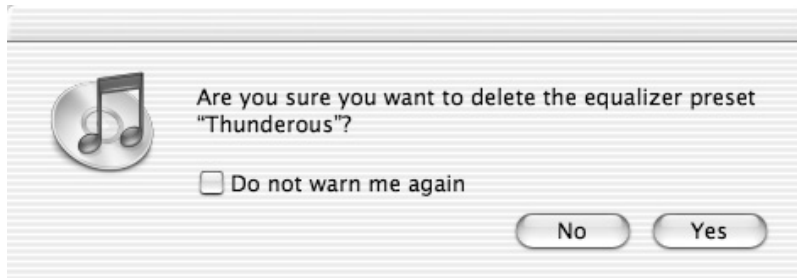 Are you sure you want to delete the equalizer preset
“Thunderous”?
Do not warn me again
No Yes